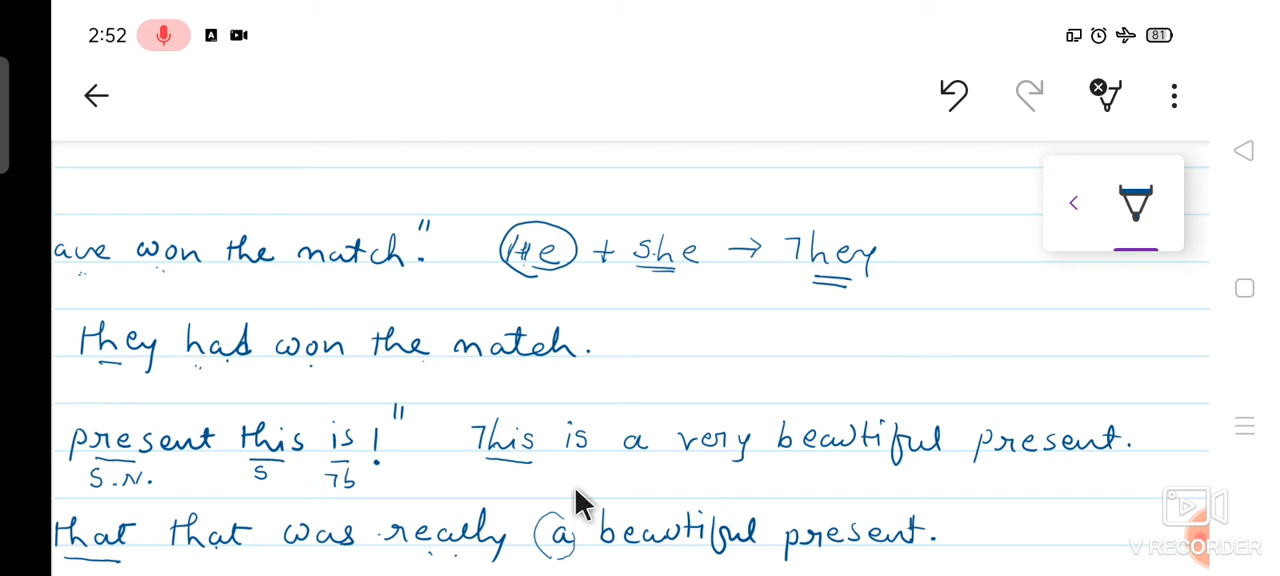 2:52 A 81
ave won the match." He + she → They
they had won the match.
present this is!" This is a very beautiful present.
S.N. S Tb
that that was really a beautiful present.
V RECORDER